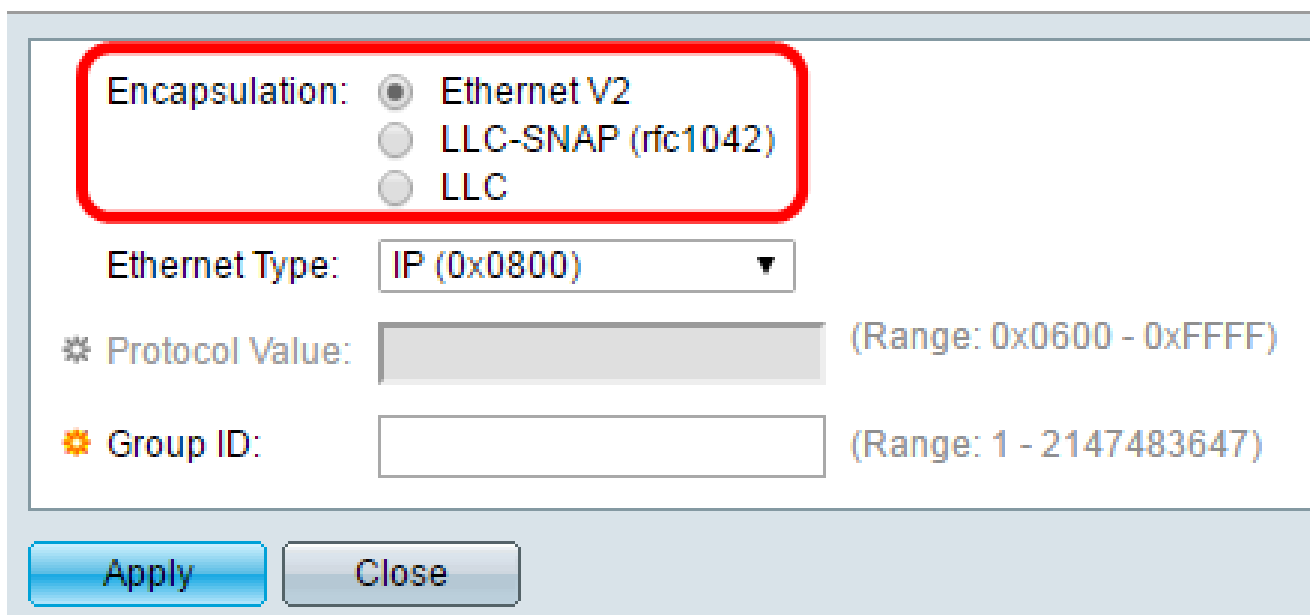 Encapsulation: Ethernet V2
LLC-SNAP (rfc1042)
LLC
Ethernet Type: IP (0x0800)
Protocol Value: (Range: 0x0600 - 0xFFFF)
Group ID: (Range: 1 - 2147483647)
Apply Close